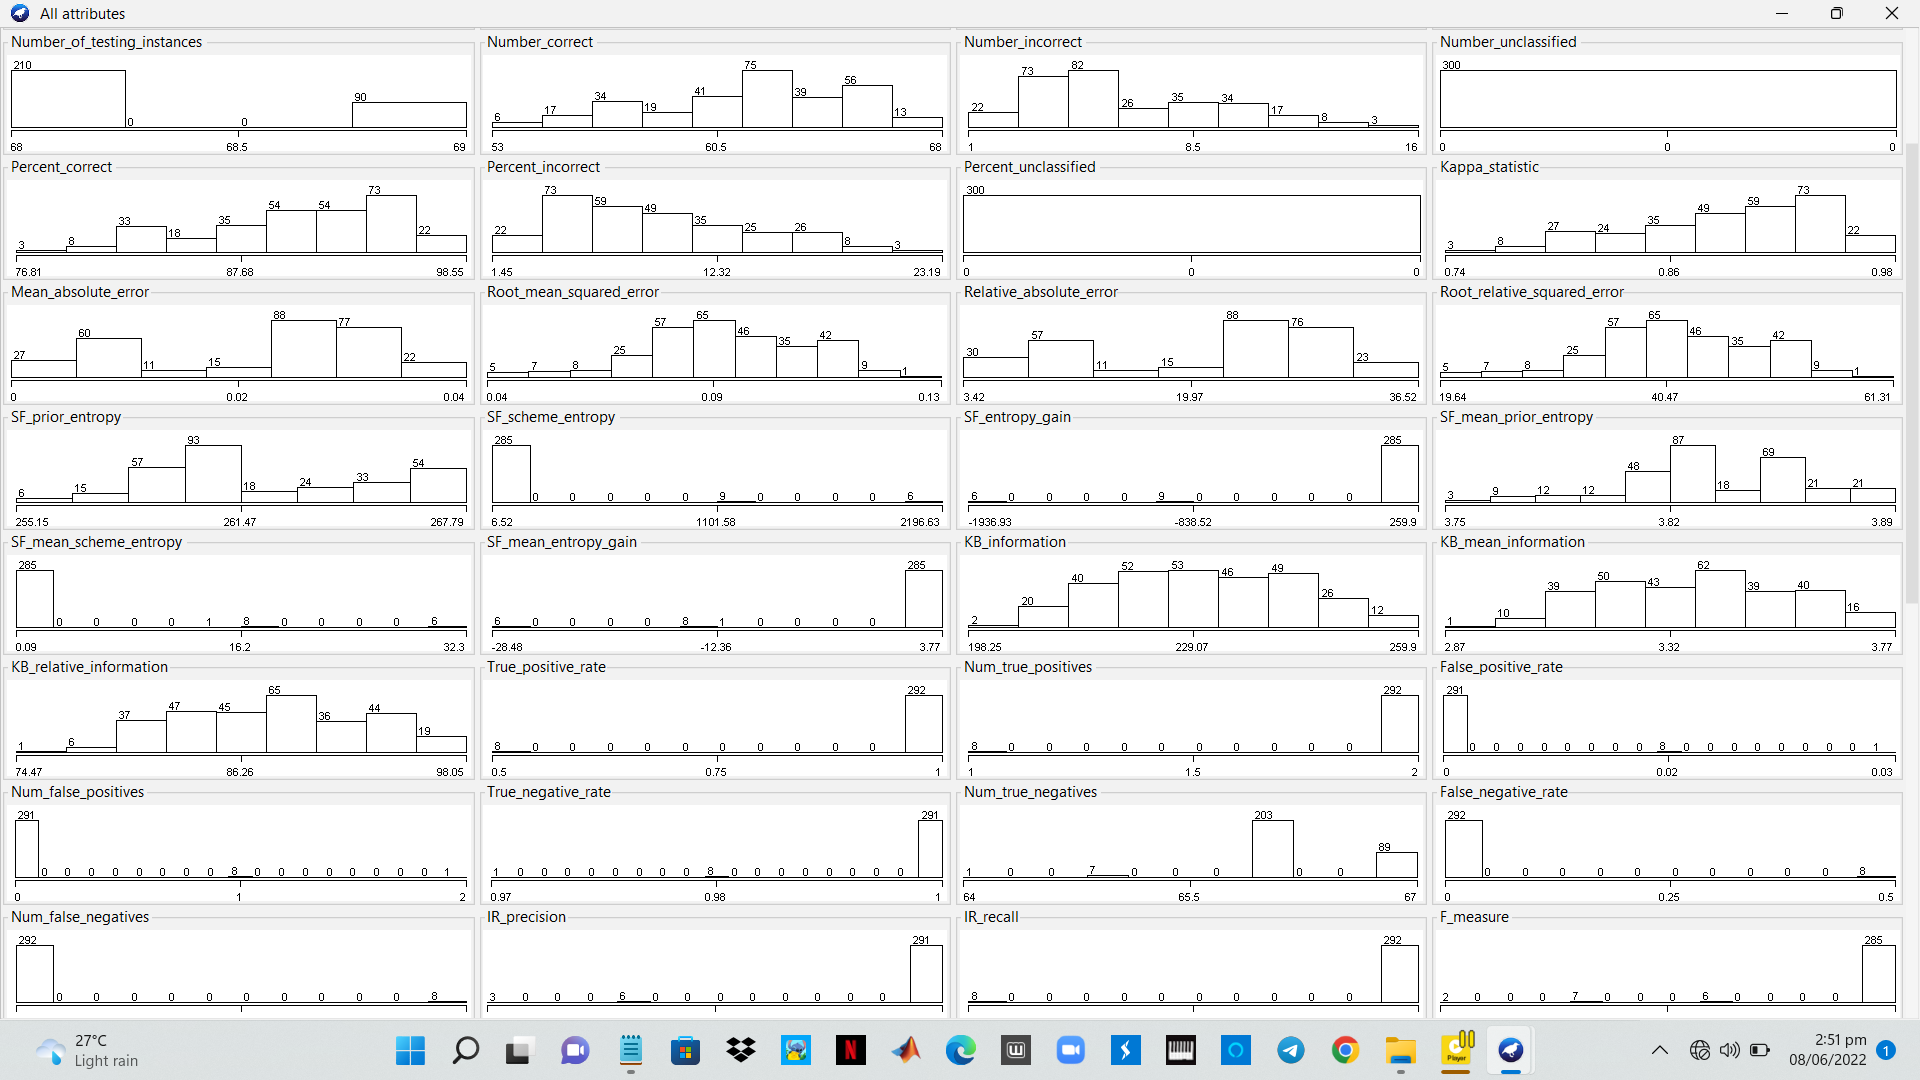 All attributes
Number_of_testing_instances Number_correct Number_incorrect Number_unclassified
210 0 0 90 6 17 34 19 41 75 39 56 13 22 73 82 26 35 34 17 8 3 300
68 68.5 69 53 60.5 68 1 8.5 16 0 0 0
Percent_correct Percent_incorrect Percent_unclassified Kappa_statistic
3 8 33 18 35 54 54 73 22 22 73 59 49 35 25 26 8 3 300 3 8 27 24 35 49 59 73 22
76.81 87.68 98.55 1.45 12.32 23.19 0 0 0 0.74 0.86 0.98
Mean_absolute_error Root_mean_squared_error Relative_absolute_error Root_relative_squared_error
27 60 11 15 88 77 22 5 7 8 25 57 65 46 35 42 9 1 30 57 11 15 88 76 23 5 7 8 25 57 65 46 35 42 9 1
0 0.02 0.04 0.04 0.09 0.13 3.42 19.97 36.52 19.64 40.47 61.31
SF_prior_entropy SF_scheme_entropy SF_entropy_gain SF_mean_prior_entropy
6 15 57 93 18 24 33 54 285 0 0 0 0 0 9 0 0 0 0 6 6 0 0 0 0 9 0 0 0 0 0 285 3 9 12 12 48 87 18 69 21 21
255.15 261.47 267.79 6.52 1101.58 2196.63 -1936.93 -838.52 259.9 3.75 3.82 3.89
SF_mean_scheme_entropy SF_mean_entropy_gain KB_information KB_mean_information
285 0 0 0 0 1 8 0 0 0 0 6 6 0 0 0 0 8 1 0 0 0 0 285 2 20 40 52 53 46 49 26 12 1 10 39 50 43 62 39 40 16
0.09 16.2 32.3 -28.48 -12.36 3.77 198.25 229.07 259.9 2.87 3.32 3.77
KB_relative_information True_positive_rate Num_true_positives False_positive_rate
1 6 37 47 45 65 36 44 19 8 0 0 0 0 0 0 0 0 0 0 292 8 0 0 0 0 0 0 0 0 0 0 292 291 0 0 0 0 0 0 0 0 8 0 0 0 0 0 0 0 0 1
74.47 86.26 98.05 0.5 0.75 1 1 1.5 2 0 0.02 0.03
Num_false_positives True_negative_rate Num_true_negatives False_negative_rate
291 0 0 0 0 0 0 0 0 8 0 0 0 0 0 0 0 0 1 1 0 0 0 0 0 0 0 0 8 0 0 0 0 0 0 0 0 291 1 0 0 7 0 0 0 203 0 0 89 292 0 0 0 0 0 0 0 0 0 0 8
0 1 2 0.97 0.98 1 64 65.5 67 0 0.25 0.5
Num_false_negatives IR_precision IR_recall F_measure
292 0 0 0 0 0 0 0 0 0 0 8 3 0 0 0 6 0 0 0 0 0 0 0 0 291 8 0 0 0 0 0 0 0 0 0 0 292 2 0 0 0 7 0 0 0 6 0 0 0 0 285
27°C
Light rain
Player
2:51 pm
08/06/2022
1